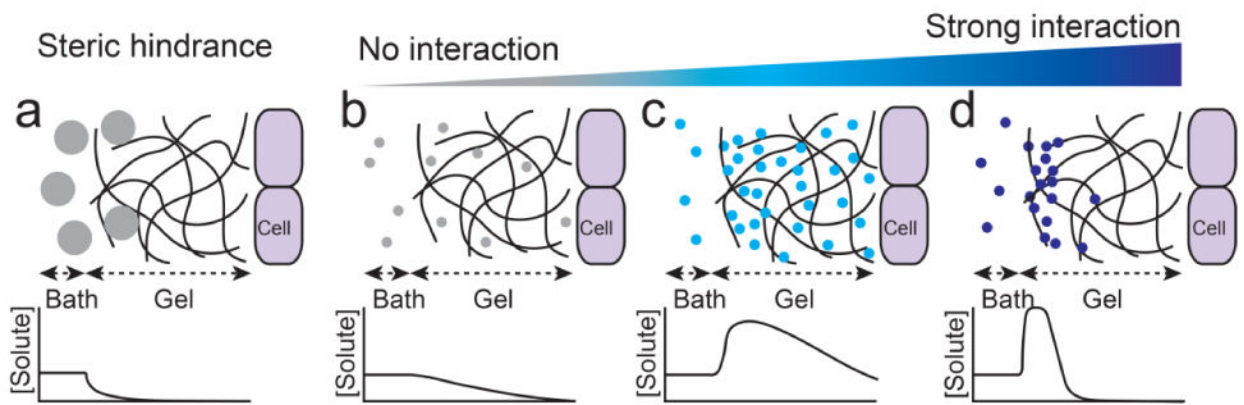 Steric hindrance
No interaction
Strong interaction
a
b
c
d
Cell
Cell
Cell
Cell
Bath Gel
Bath Gel
Bath Gel
Bath Gel
[Solute]
[Solute]
[Solute]
[Solute]